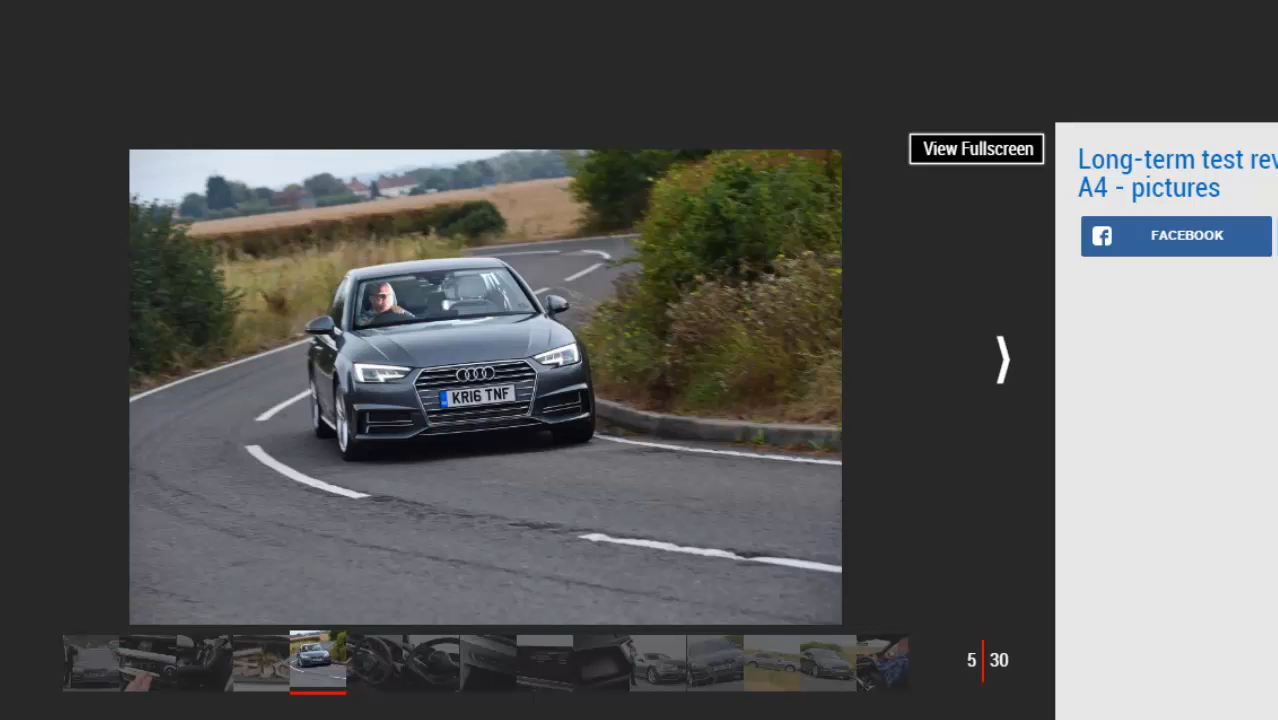 View Fullscreen
Long-term test rev
A4 - pictures
FACEBOOK
KR16 TNF
5 30